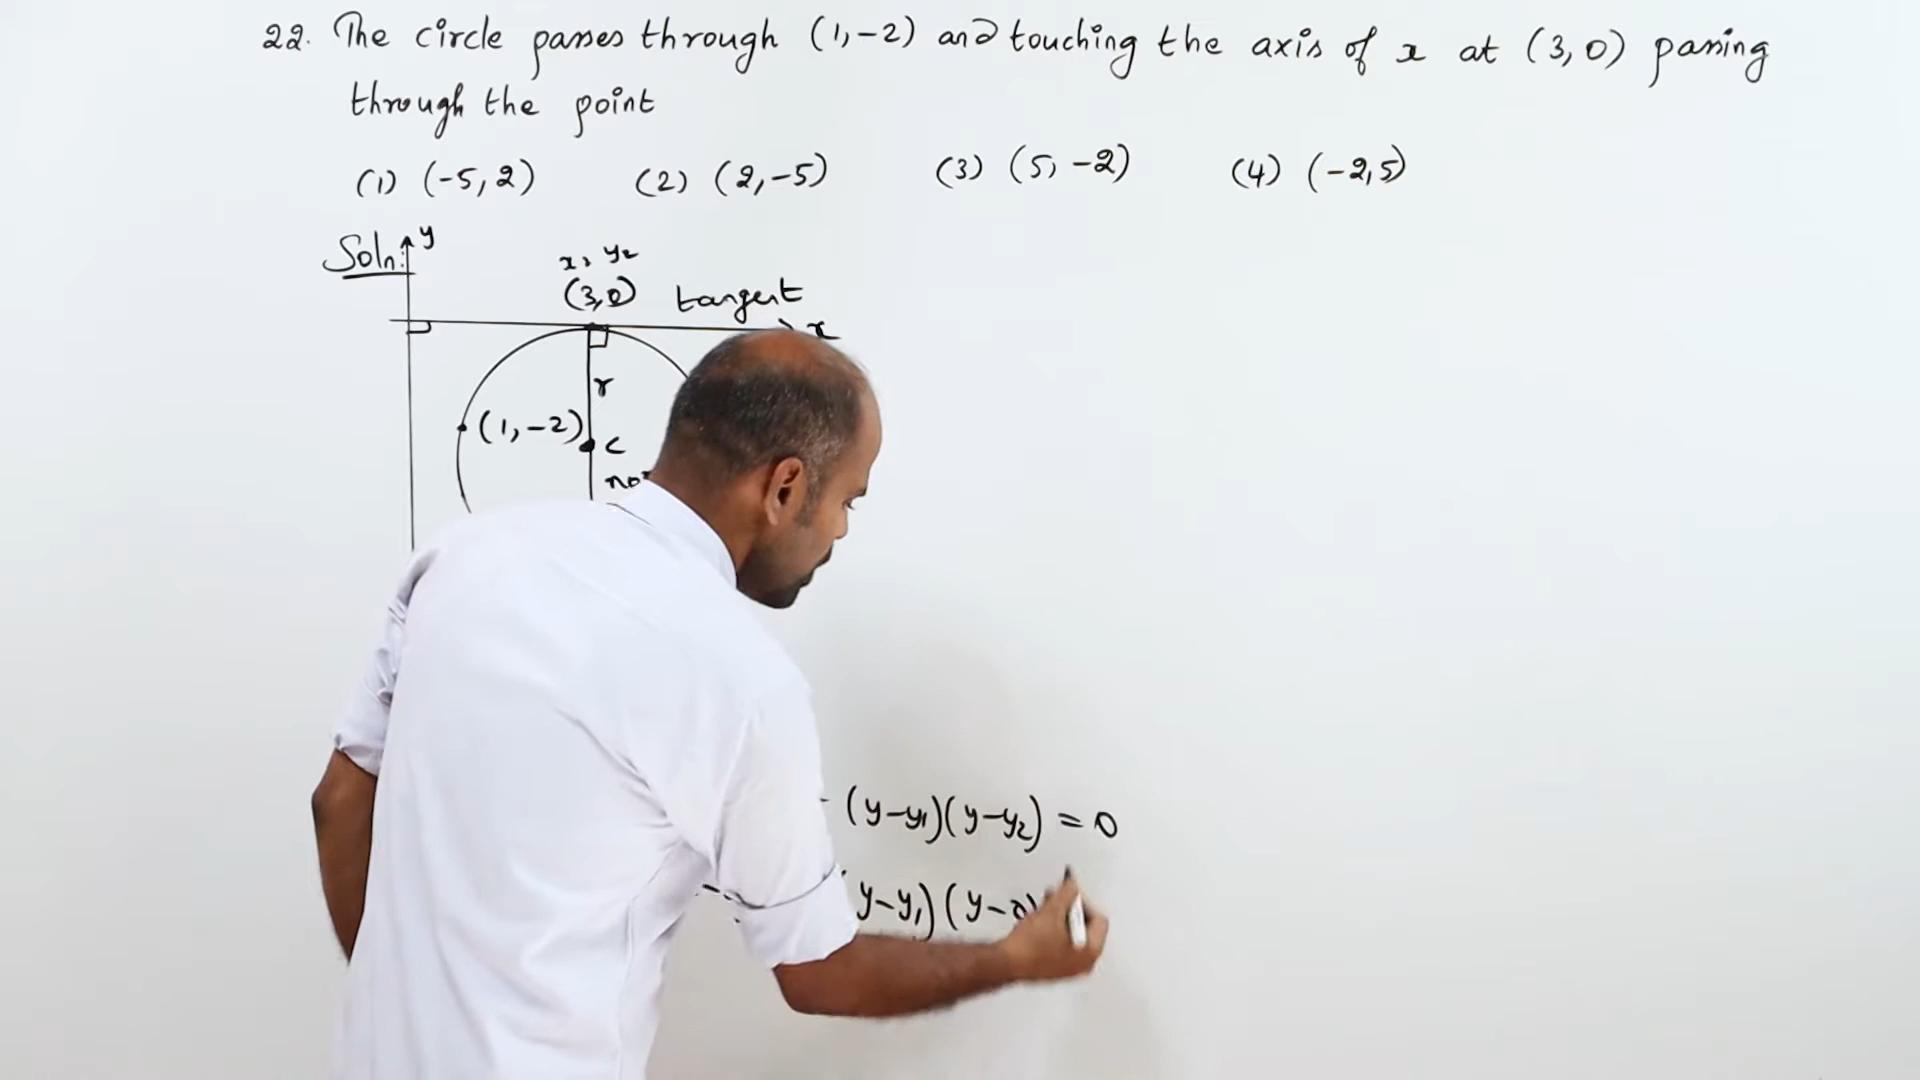 22. The circle passes through (1,-2) and touching the axis of x at (3,0) passing
through the point
(1) (-5,2) (2) (2,-5) (3) (5,-2) (4) (-2,5)
Soln: y
x, y2
(3,0) tangent
x
r
(1,-2)
c
(y-y1)(y-y2) = 0
(y-y1)(y-0)